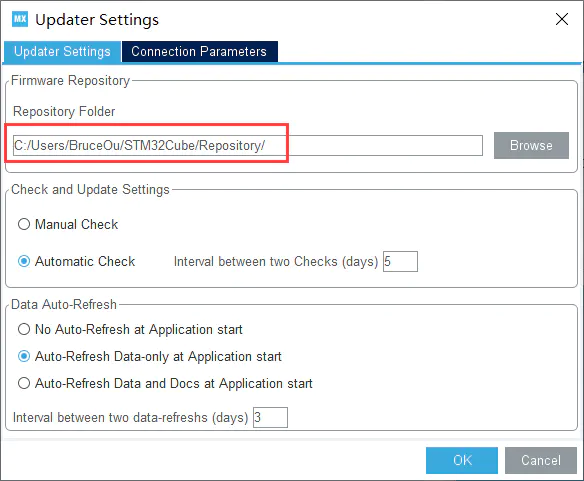 MX Updater Settings
Updater Settings Connection Parameters
Firmware Repository
Repository Folder
C:/Users/BruceOu/STM32Cube/Repository/ Browse
Check and Update Settings
Manual Check
Automatic Check Interval between two Checks (days) 5
Data Auto-Refresh
No Auto-Refresh at Application start
Auto-Refresh Data-only at Application start
Auto-Refresh Data and Docs at Application start
Interval between two data-refreshs (days) 3
OK Cancel